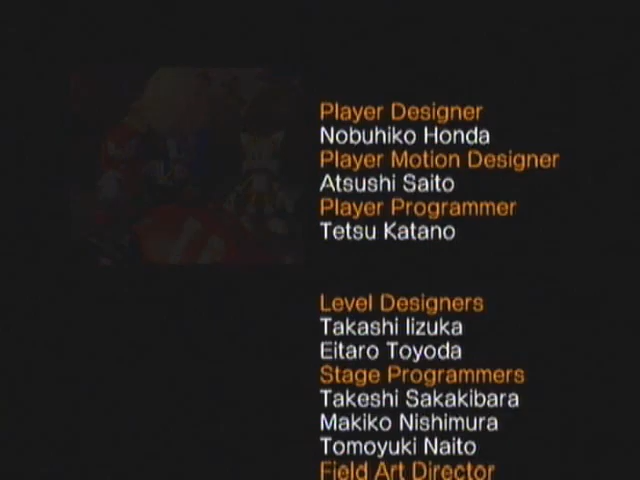 Player Designer
Nobuhiko Honda
Player Motion Designer
Atsushi Saito
Player Programmer
Tetsu Katano
Level Designers
Takashi Iizuka
Eitaro Toyoda
Stage Programmers
Takeshi Sakakibara
Makiko Nishimura
Tomoyuki Naito
Field Art Director